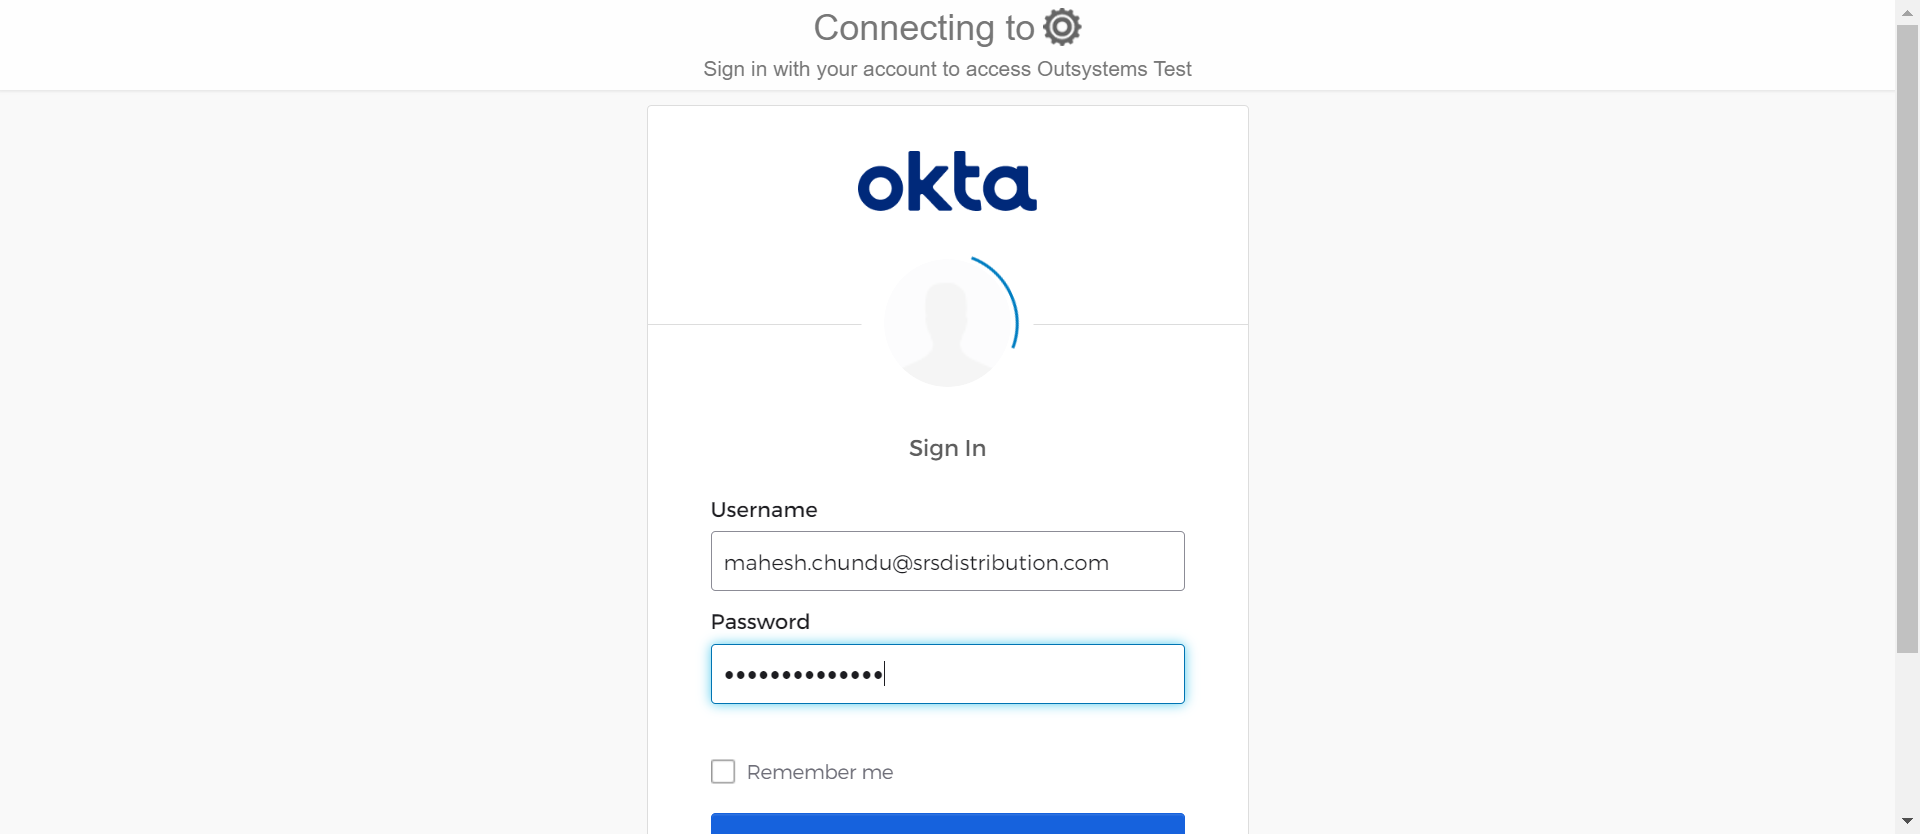 Connecting to
Sign in with your account to access Outsystems Test
okta
Sign In
Username
mahesh.chundu@srsdistribution.com
Password
••••••••••••••
Remember me